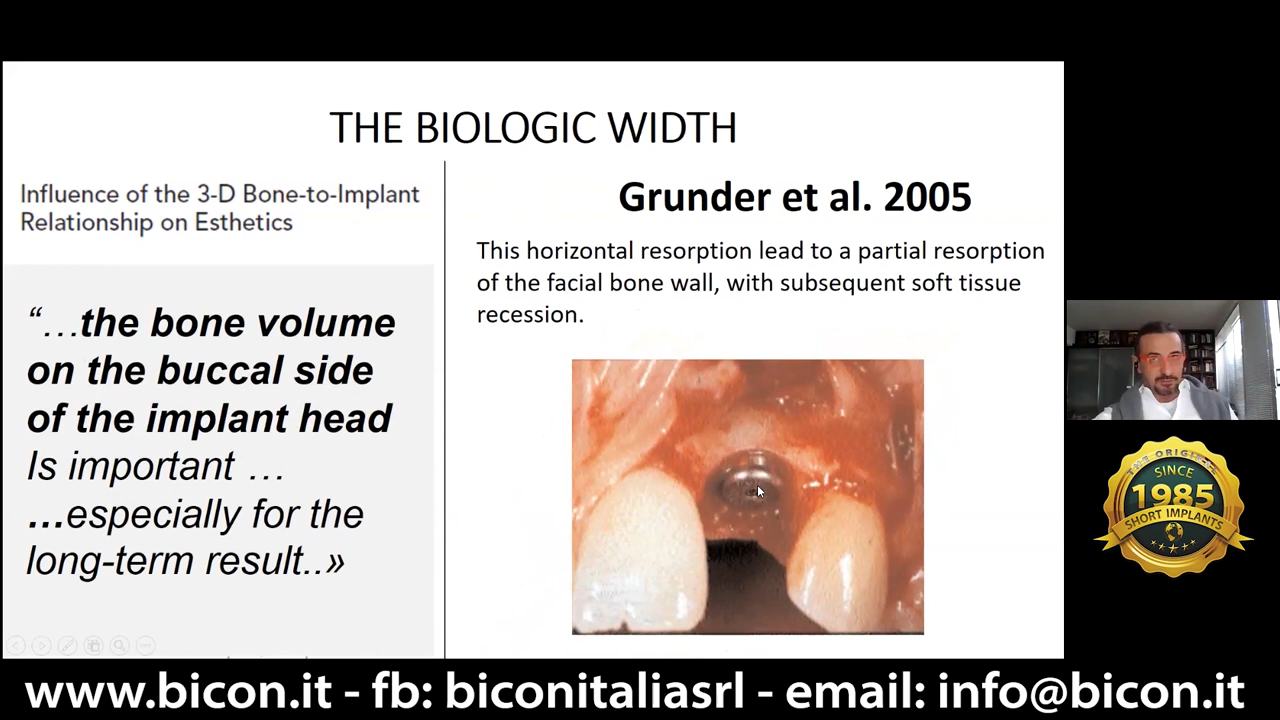 THE BIOLOGIC WIDTH
Influence of the 3-D Bone-to-Implant
Relationship on Esthetics
“…the bone volume
on the buccal side
of the implant head
Is important …
…especially for the
long-term result..»
Grunder et al. 2005
This horizontal resorption lead to a partial resorption
of the facial bone wall, with subsequent soft tissue
recession.
THE ORIGINAL
SINCE
1985
SHORT IMPLANTS
www.bicon.it - fb: biconitaliasrl - email: info@bicon.it